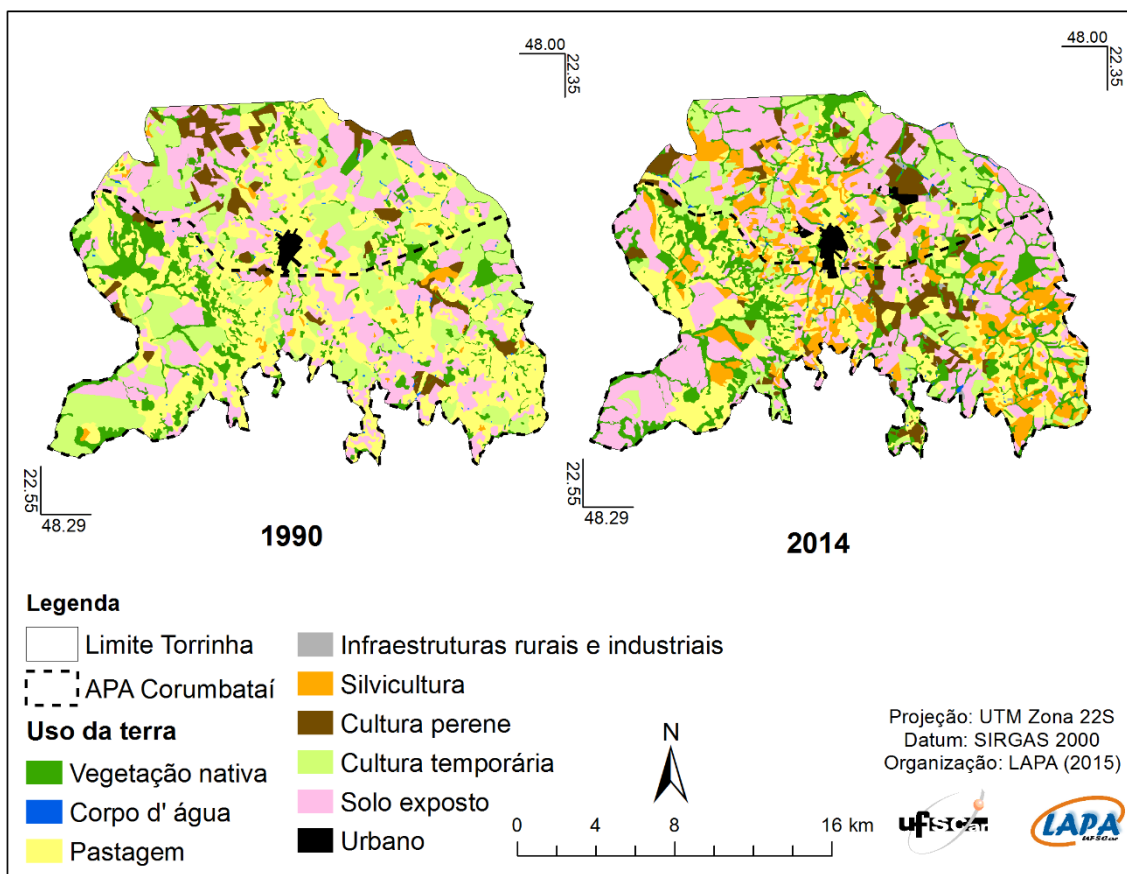 48.00
22.35
48.00
22.35
22.55
48.29
1990
22.55
48.29
2014
Legenda
Limite Torrinha
APA Corumbataí
Uso da terra
Vegetação nativa
Corpo d' água
Pastagem
Infraestruturas rurais e industriais
Silvicultura
Cultura perene
Cultura temporária
Solo exposto
Urbano
N
0 4 8 16 km
Projeção: UTM Zona 22S
Datum: SIRGAS 2000
Organização: LAPA (2015)
ufscar
LAPA
UFSCar